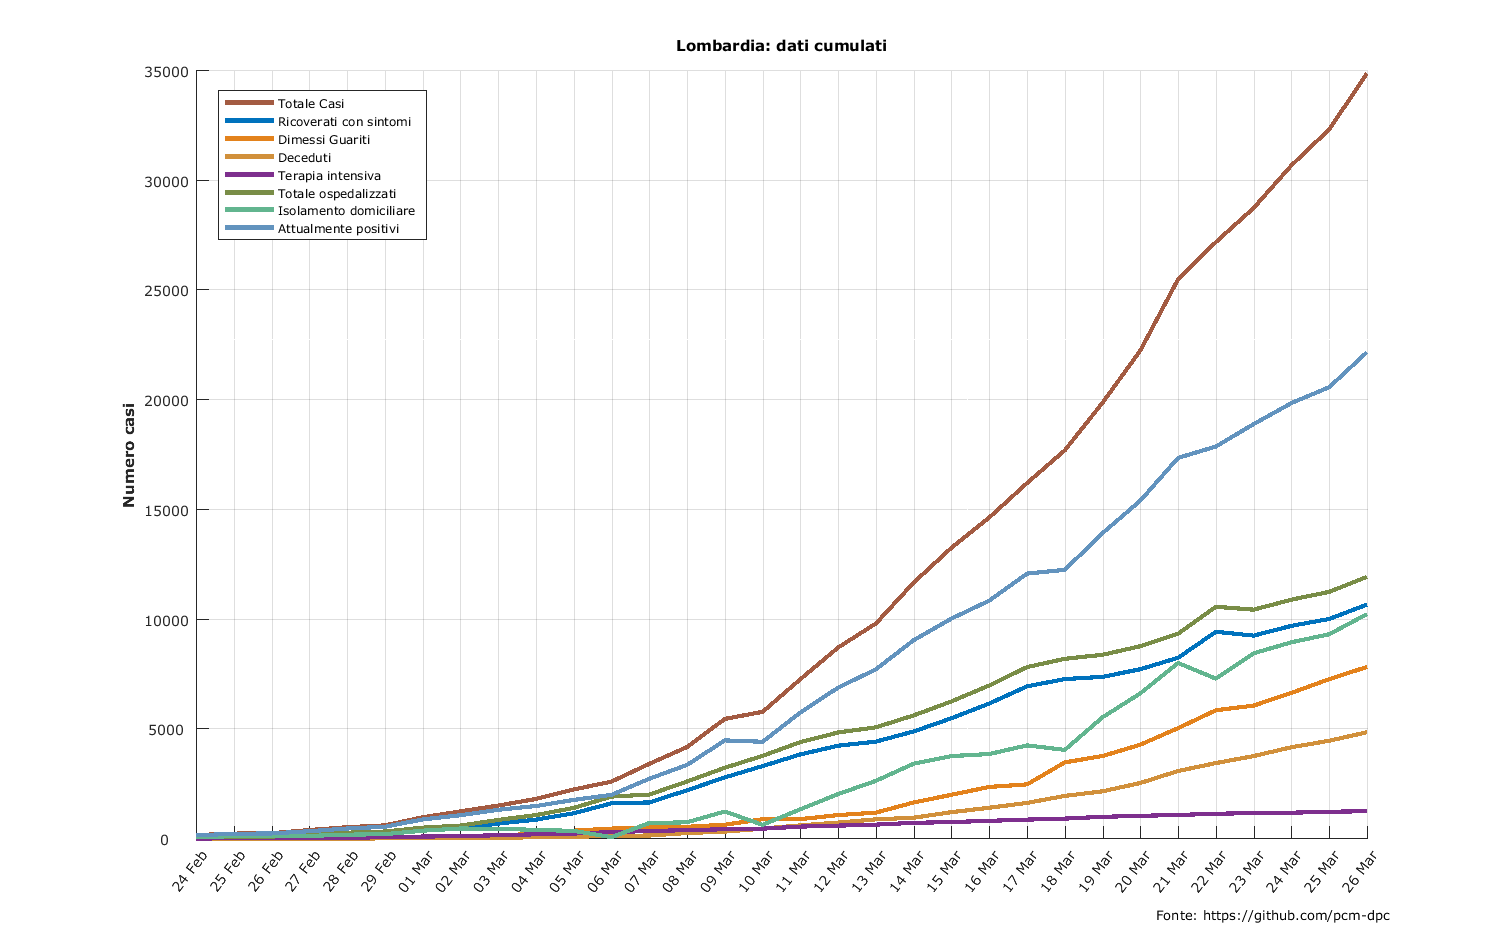 Lombardia: dati cumulati
35000
30000
25000
20000
15000
10000
5000
0
Numero casi
Totale Casi
Ricoverati con sintomi
Dimessi Guariti
Deceduti
Terapia intensiva
Totale ospedalizzati
Isolamento domiciliare
Attualmente positivi
24 Feb
25 Feb
26 Feb
27 Feb
28 Feb
29 Feb
01 Mar
02 Mar
03 Mar
04 Mar
05 Mar
06 Mar
07 Mar
08 Mar
09 Mar
10 Mar
11 Mar
12 Mar
13 Mar
14 Mar
15 Mar
16 Mar
17 Mar
18 Mar
19 Mar
20 Mar
21 Mar
22 Mar
23 Mar
24 Mar
25 Mar
26 Mar
Fonte: https://github.com/pcm-dpc